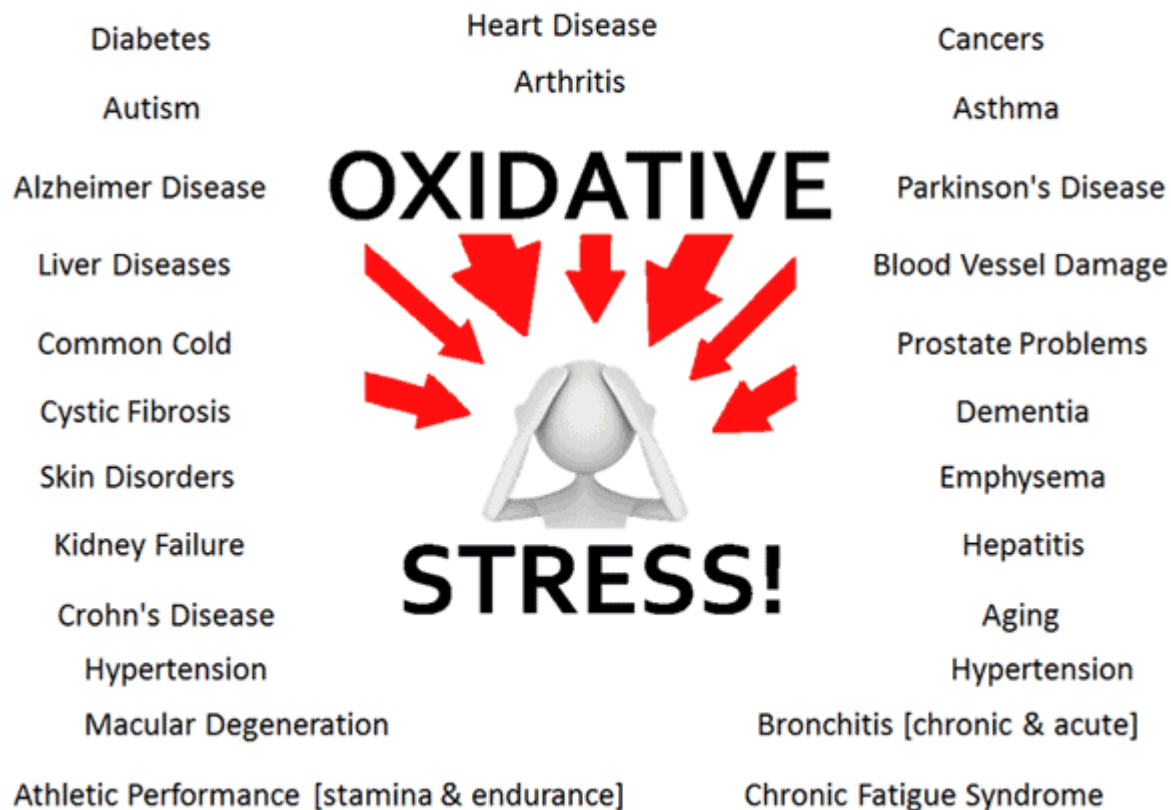 Diabetes
Heart Disease
Cancers
Arthritis
Autism
Asthma
Alzheimer Disease
OXIDATIVE
Parkinson's Disease
Liver Diseases
Blood Vessel Damage
Common Cold
Prostate Problems
Cystic Fibrosis
Dementia
Skin Disorders
Emphysema
Kidney Failure
Hepatitis
STRESS!
Crohn's Disease
Aging
Hypertension
Hypertension
Macular Degeneration
Bronchitis [chronic & acute]
Athletic Performance [stamina & endurance]
Chronic Fatigue Syndrome